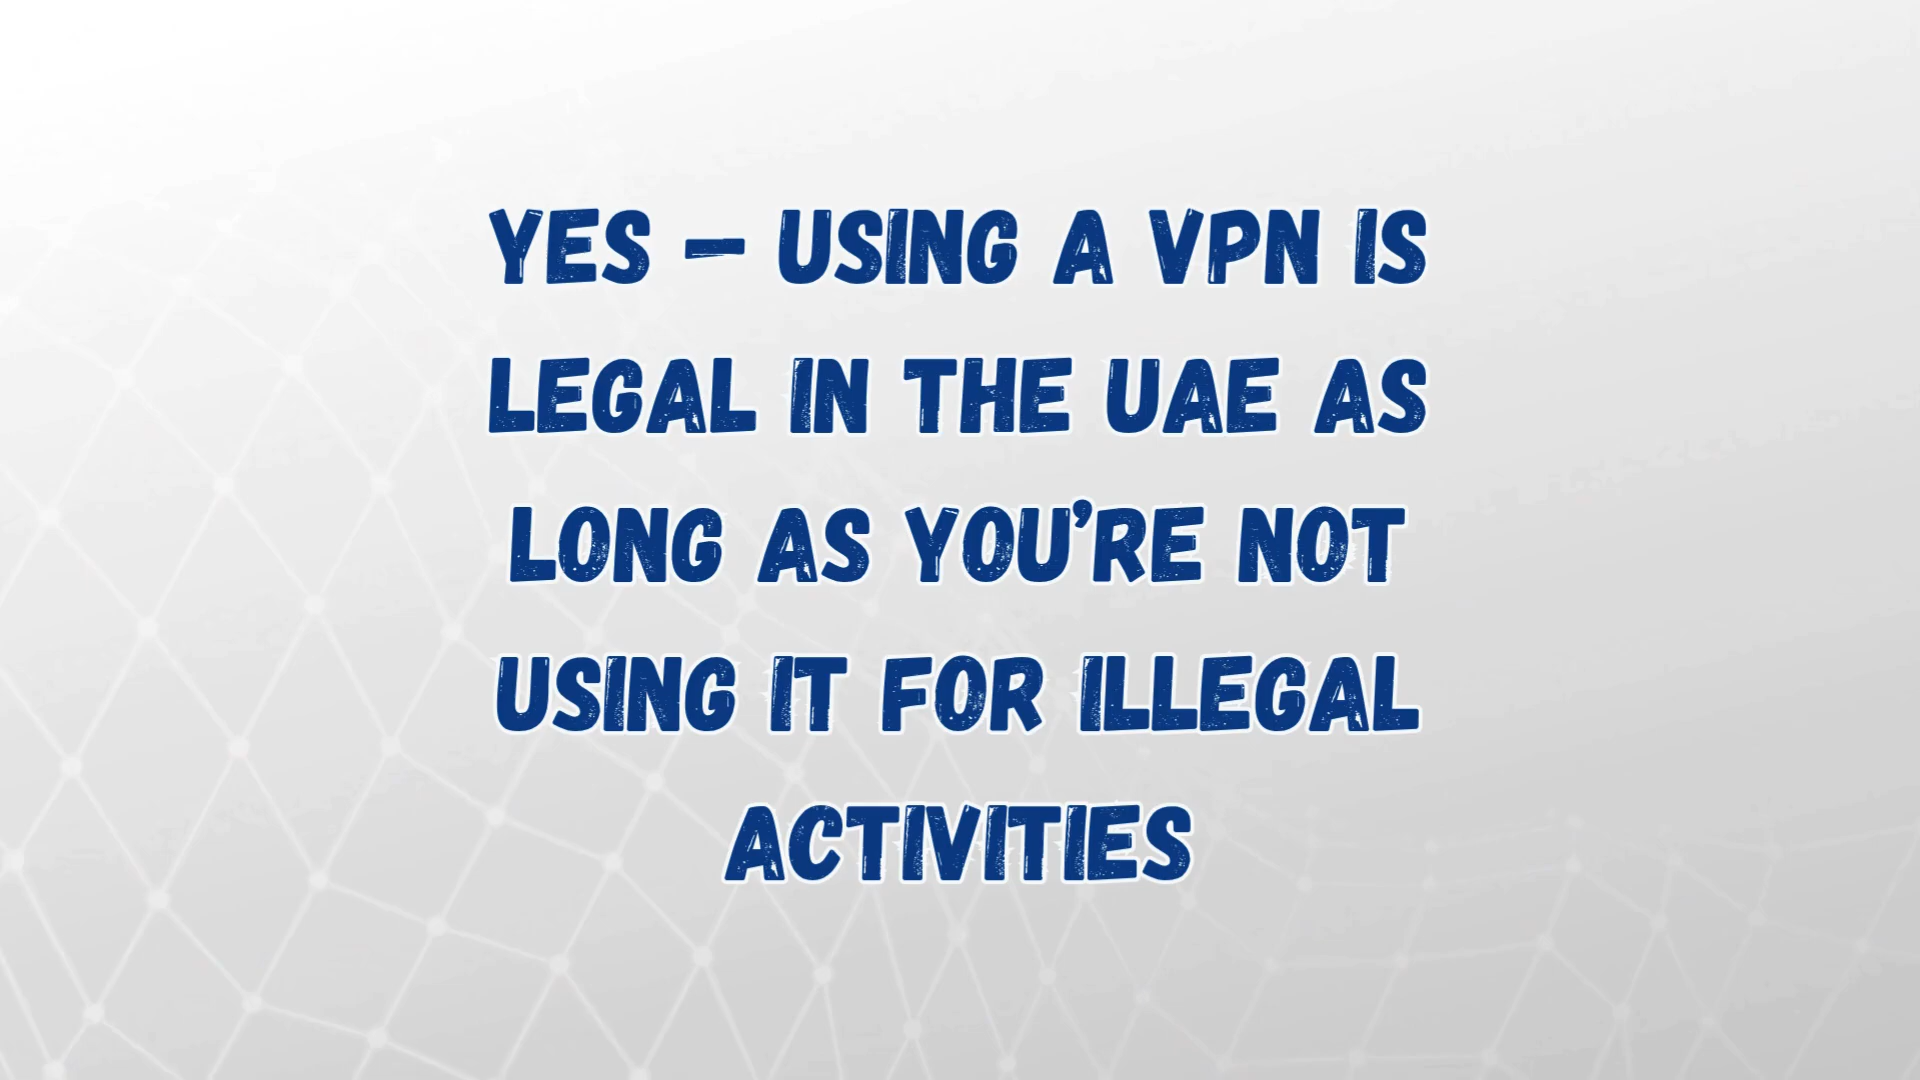 YES – USING A VPN IS
LEGAL IN THE UAE AS
LONG AS YOU’RE NOT
USING IT FOR ILLEGAL
ACTIVITIES